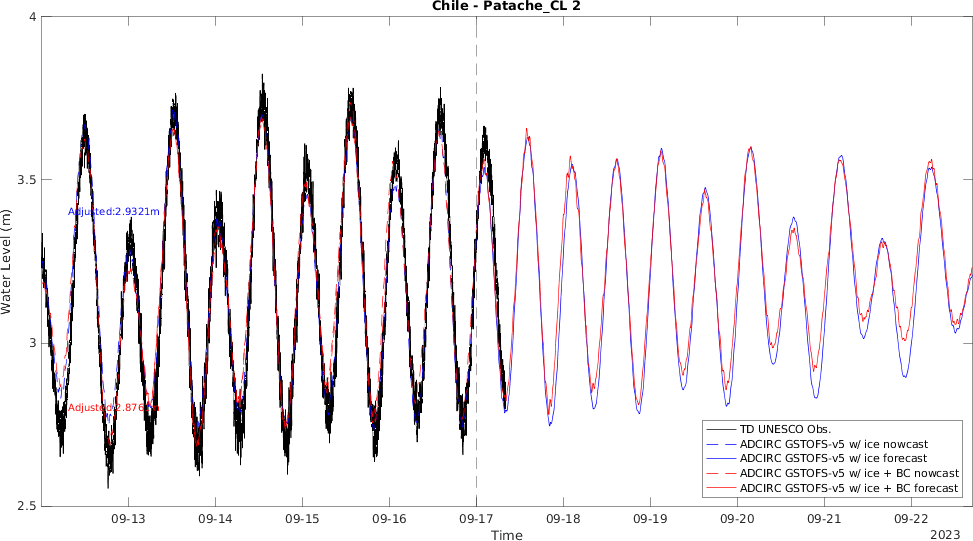 Chile - Patache_CL 2
4
3.5
3
2.5
Water Level (m)
Adjusted:2.9321m
TD UNESCO Obs.
ADCIRC GSTOFS-v5 w/ ice nowcast
ADCIRC GSTOFS-v5 w/ ice forecast
ADCIRC GSTOFS-v5 w/ ice + BC nowcast
ADCIRC GSTOFS-v5 w/ ice + BC forecast
09-13 09-14 09-15 09-16 09-17 09-18 09-19 09-20 09-21 09-22
Time
2023